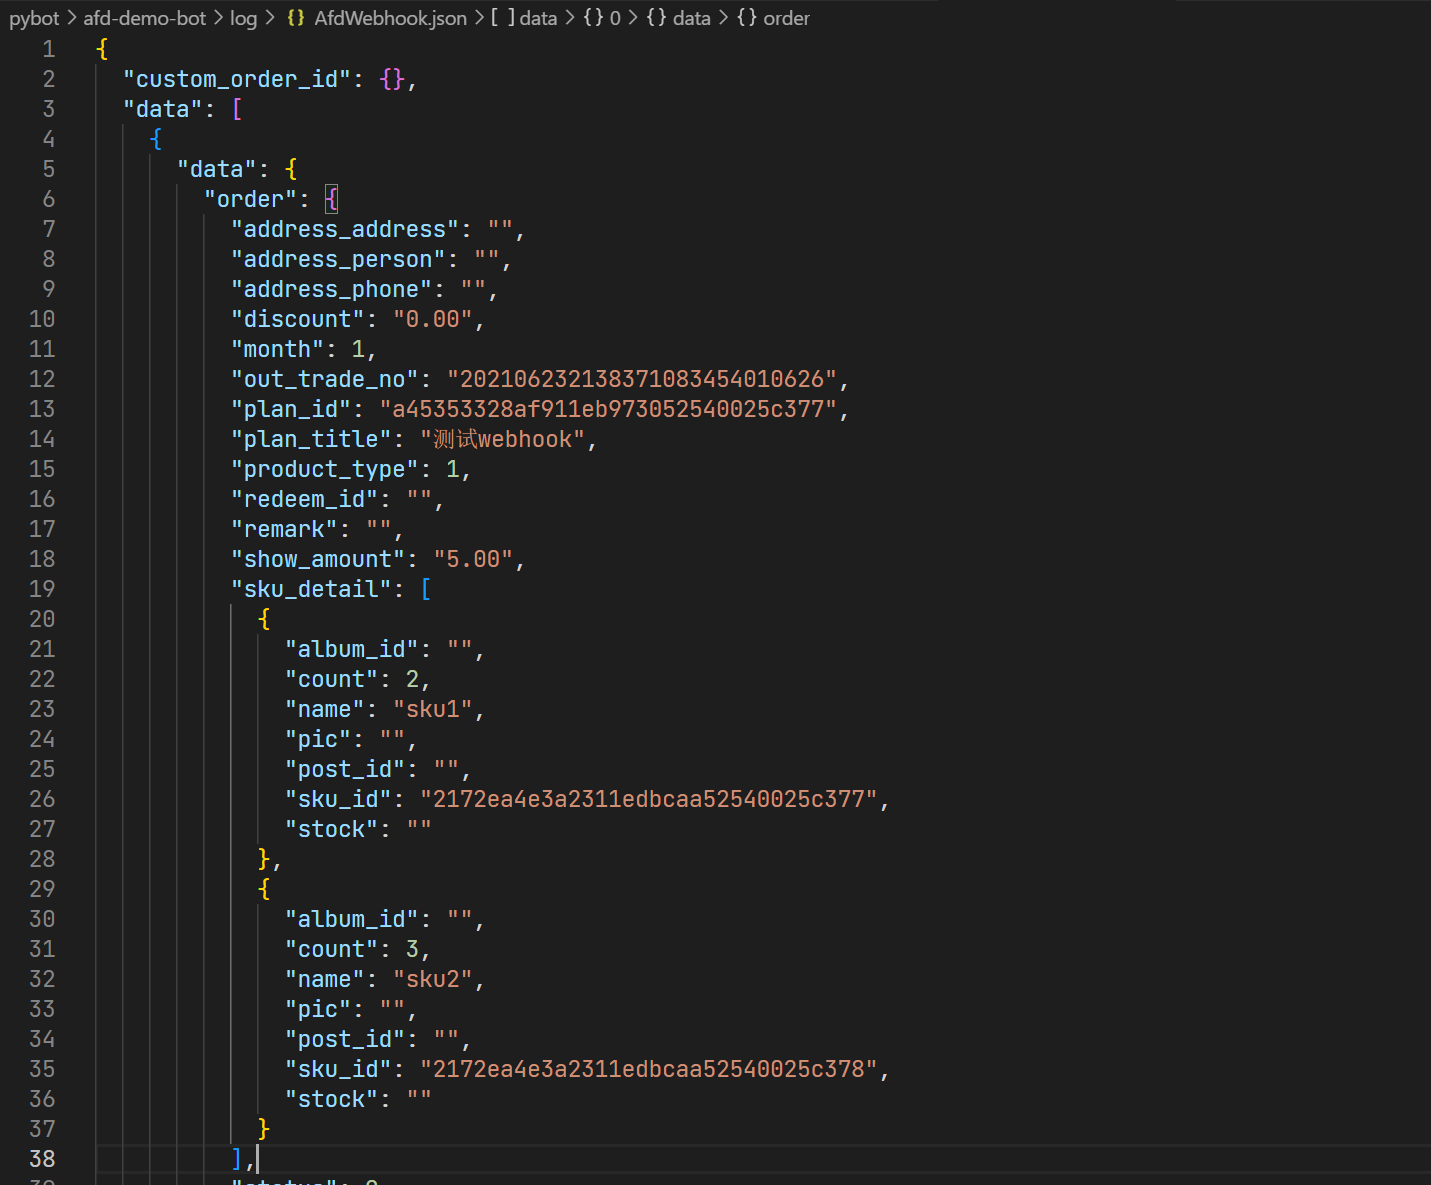 pybot > afd-demo-bot > log > {} AfdWebhook.json > [ ] data > {} 0 > {} data > {} order
1 {
2   "custom_order_id": {},
3   "data": [
4     {
5       "data": {
6         "order": {
7           "address_address": "",
8           "address_person": "",
9           "address_phone": "",
10           "discount": "0.00",
11           "month": 1,
12           "out_trade_no": "202106232138371083454010626",
13           "plan_id": "a45353328af911eb973052540025c377",
14           "plan_title": "测试webhook",
15           "product_type": 1,
16           "redeem_id": "",
17           "remark": "",
18           "show_amount": "5.00",
19           "sku_detail": [
20             {
21               "album_id": "",
22               "count": 2,
23               "name": "sku1",
24               "pic": "",
25               "post_id": "",
26               "sku_id": "2172ea4e3a2311edbcaa52540025c377",
27               "stock": ""
28             },
29             {
30               "album_id": "",
31               "count": 3,
32               "name": "sku2",
33               "pic": "",
34               "post_id": "",
35               "sku_id": "2172ea4e3a2311edbcaa52540025c378",
36               "stock": ""
37             }
38           ],